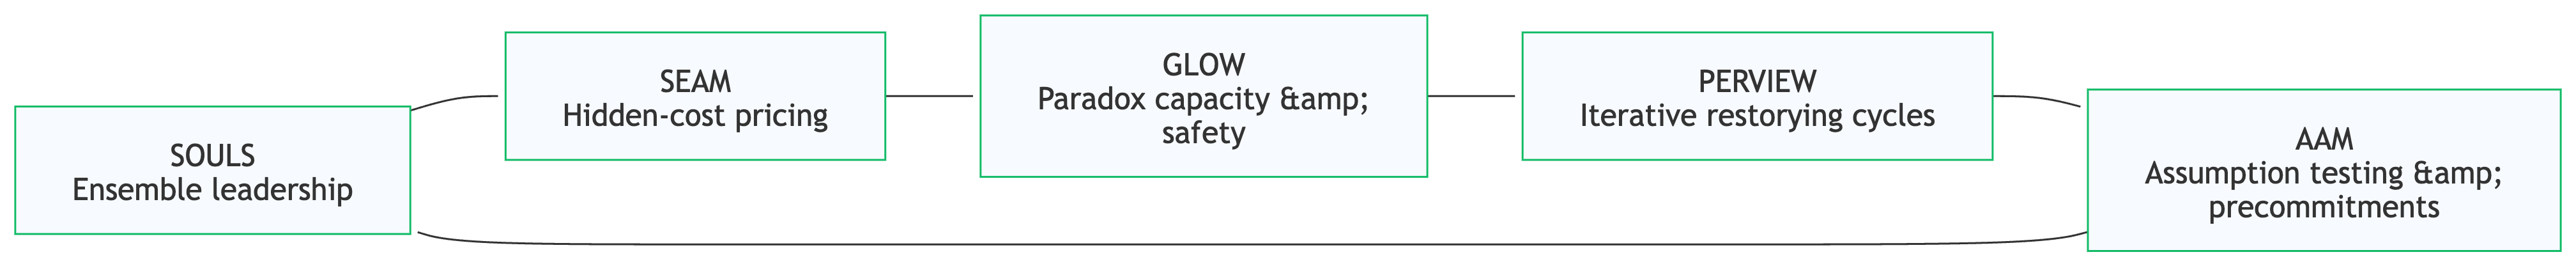 SOULS
Ensemble leadership
SEAM
Hidden-cost pricing
GLOW
Paradox capacity &amp;
safety
PERVIEW
Iterative restorying cycles
AAM
Assumption testing &amp;
precommitments